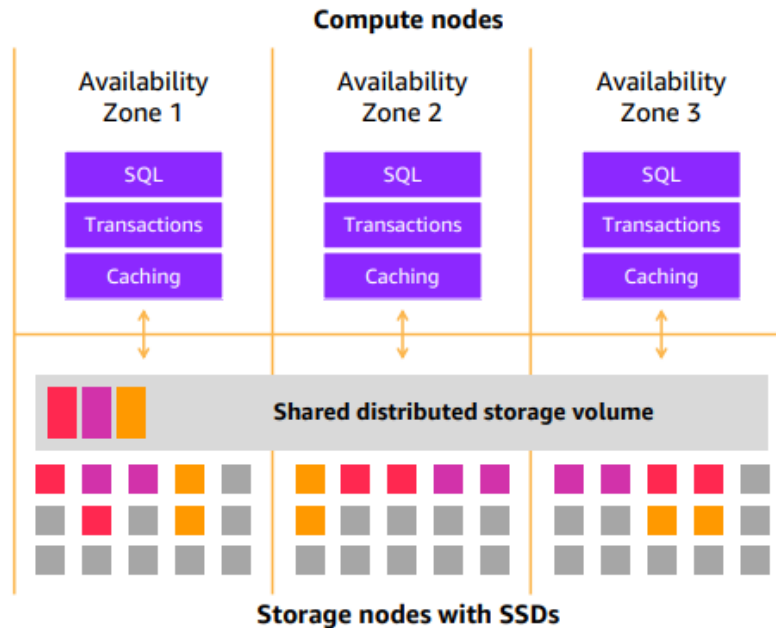 Compute nodes
Availability
Zone 1
Availability
Zone 2
Availability
Zone 3
SQL
SQL
SQL
Transactions
Transactions
Transactions
Caching
Caching
Caching
Shared distributed storage volume
Storage nodes with SSDs